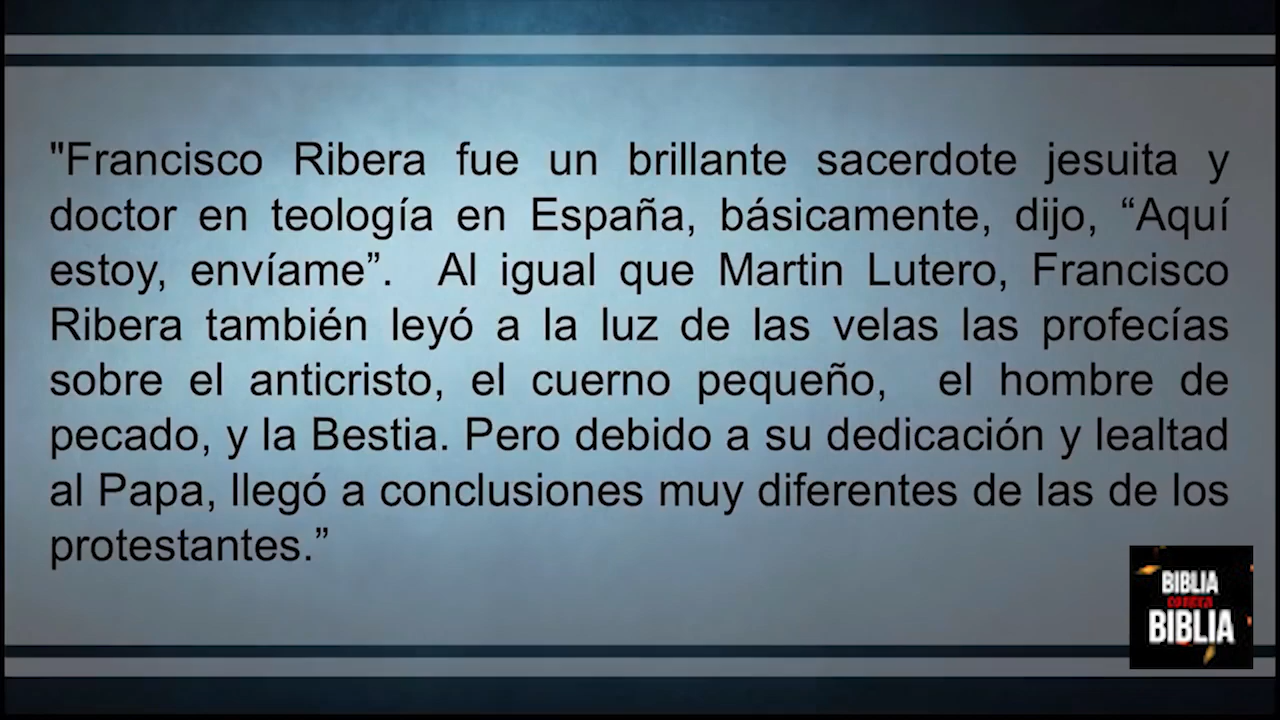 "Francisco Ribera fue un brillante sacerdote jesuita y
doctor en teología en España, básicamente, dijo, “Aquí
estoy, envíame”. Al igual que Martin Lutero, Francisco
Ribera también leyó a la luz de las velas las profecías
sobre el anticristo, el cuerno pequeño, el hombre de
pecado, y la Bestia. Pero debido a su dedicación y lealtad
al Papa, llegó a conclusiones muy diferentes de las de los
protestantes.”
BIBLIA
BIBLIA